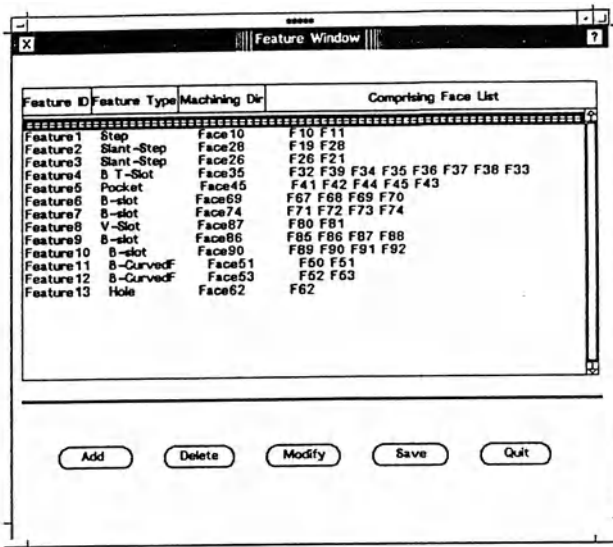 X Feature Window ?
Feature ID Feature Type Machining Dir Comprising Face List
Feature1 Step Face10 F10 F11
Feature2 Slant-Step Face28 F19 F28
Feature3 Slant-Step Face26 F26 F21
Feature4 B T-Slot Face35 F32 F39 F34 F35 F36 F37 F38 F33
Feature5 Pocket Face45 F41 F42 F44 F45 F43
Feature6 B-slot Face69 F67 F68 F69 F70
Feature7 B-slot Face74 F71 F72 F73 F74
Feature8 V-Slot Face87 F80 F81
Feature9 B-slot Face86 F85 F86 F87 F88
Feature10 B-slot Face90 F89 F90 F91 F92
Feature11 B-CurvedF Face51 F50 F51
Feature12 B-CurvedF Face53 F52 F53
Feature13 Hole Face62 F62
Add Delete Modify Save Quit